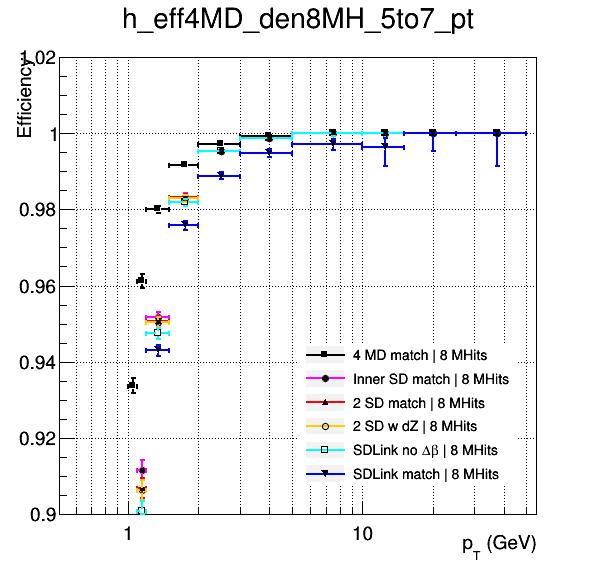 h_eff4MD_den8MH_5to7_pt
Efficiency
1.02
1
0.98
0.96
0.94
0.92
0.9
4 MD match | 8 MHits
Inner SD match | 8 MHits
2 SD match | 8 MHits
2 SD w dZ | 8 MHits
SDLink no Δβ | 8 MHits
SDLink match | 8 MHits
1
10
p_T (GeV)